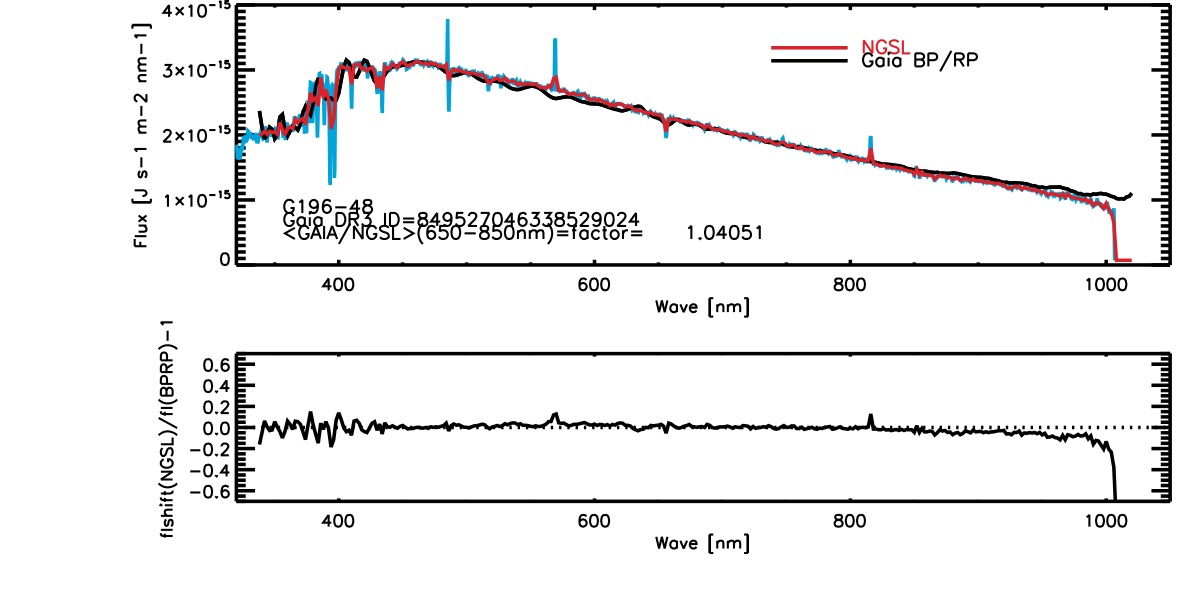 4×10−15
3×10−15
2×10−15
1×10−15
0
Flux [J s−1 m−2 nm−1]
NGSL
Gaia BP/RP
G196−48
Gaia DR3 ID=849527046338529024
<GAIA/NGSL>(650−850nm)=factor= 1.04051
400 600 800 1000
Wave [nm]
0.6
0.4
0.2
0.0
−0.2
−0.4
−0.6
flshift(NGSL)/fl(BPRP)−1
400 600 800 1000
Wave [nm]